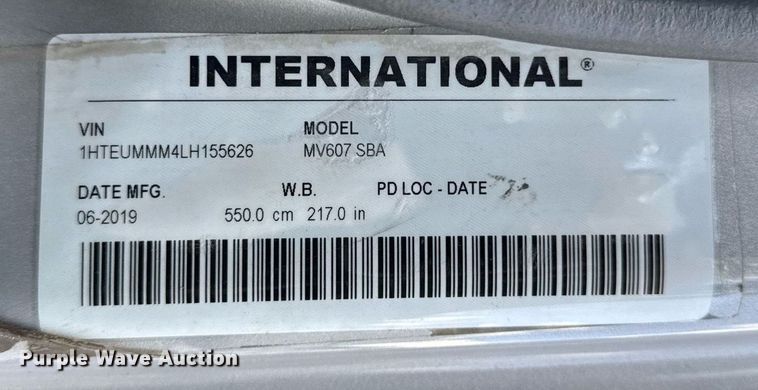 INTERNATIONAL®
VIN MODEL
1HTEUMMM4LH155626 MV607 SBA
DATE MFG. W.B. PD LOC - DATE
06-2019 550.0 cm 217.0 in
Purple Wave Auction